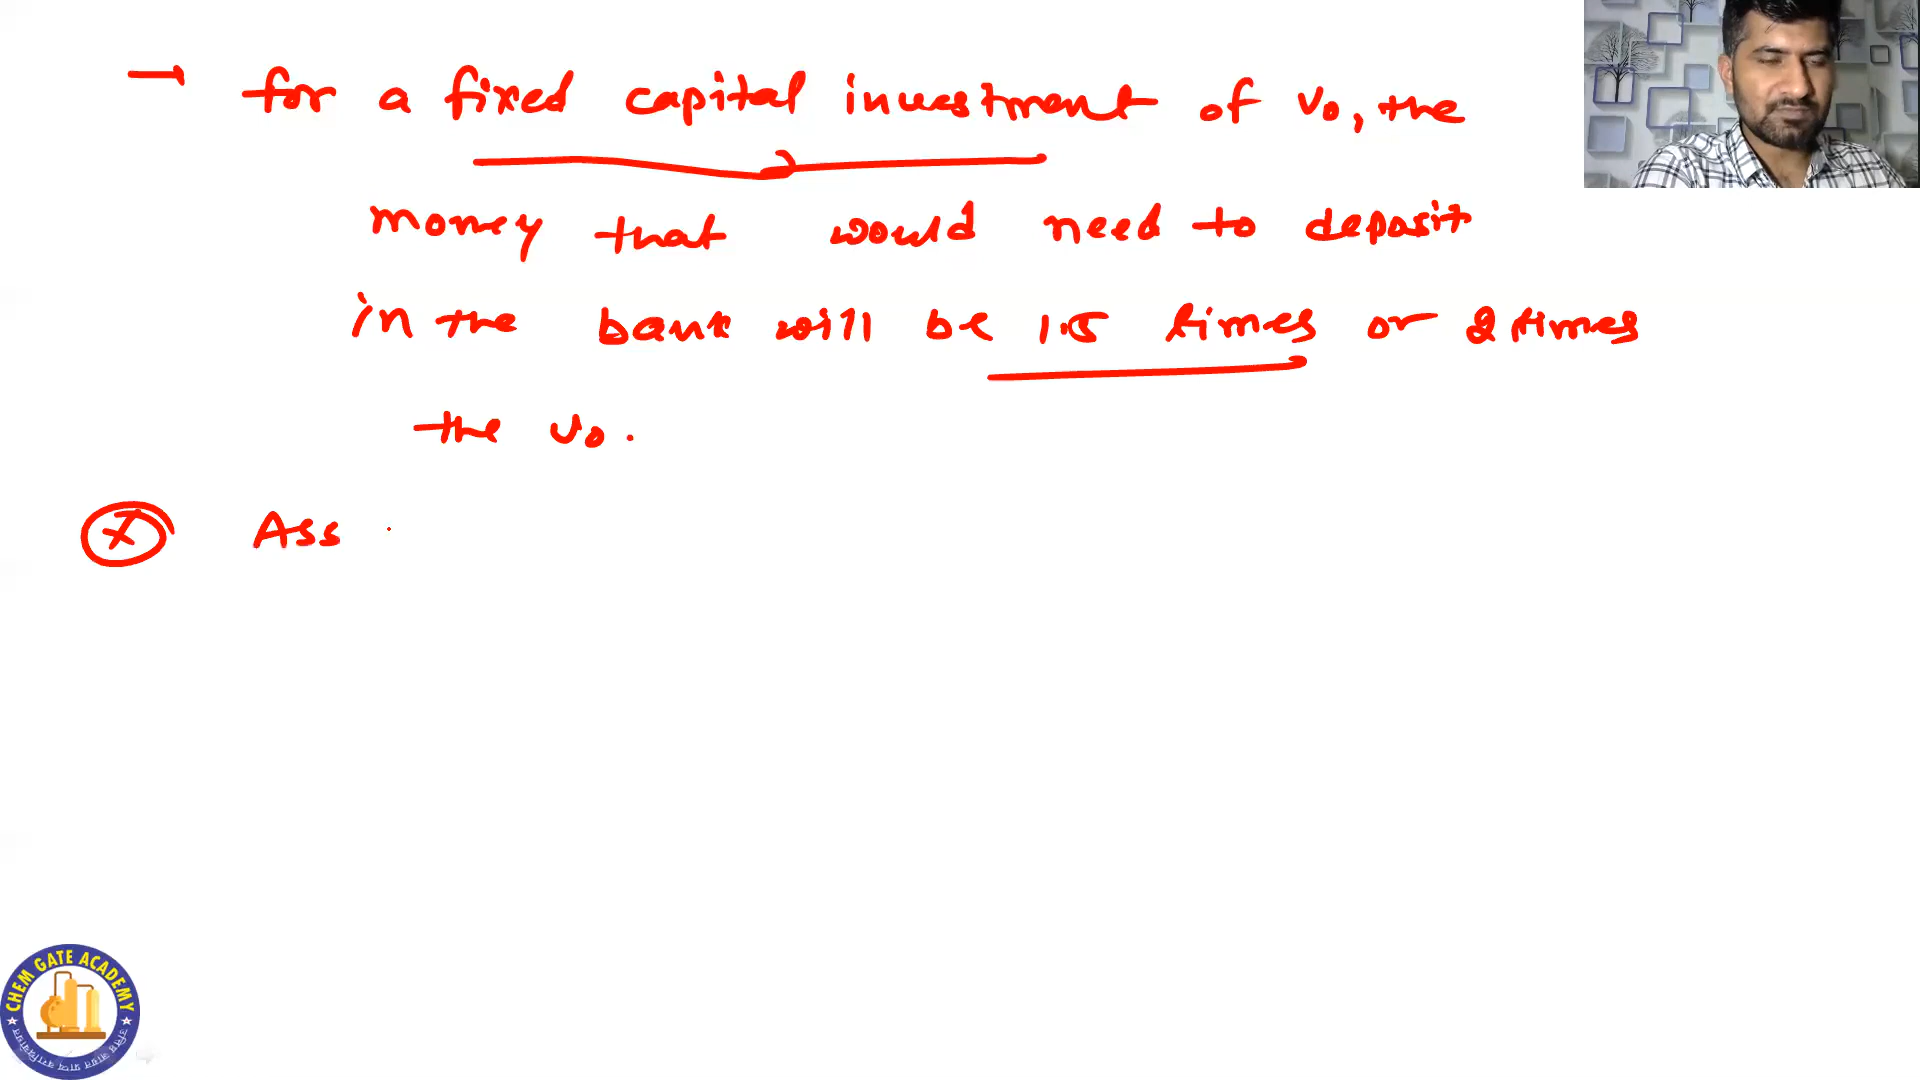 → for a fixed capital investment of V0, the
money that would need to deposit
in the bank will be 1.5 times or 2 times
the V0.
* Ass
CHEM GATE ACADEMY